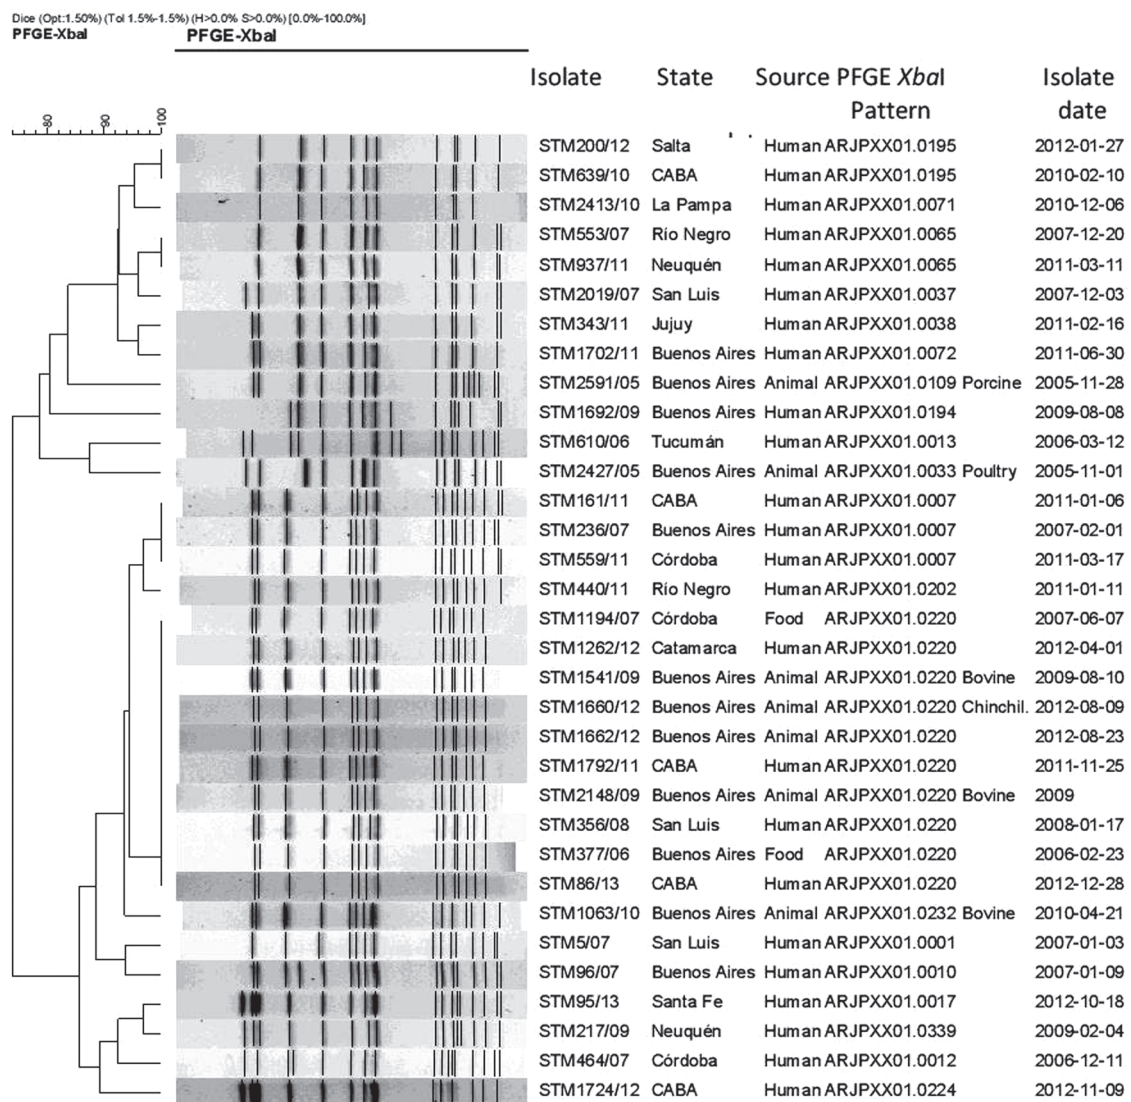 Dice (Opt:1.50%) (Tol 1.5%-1.5%) (H>0.0% S>0.0%) [0.0%-100.0%]
PFGE-XbaI PFGE-XbaI
Isolate State Source PFGE XbaI Pattern Isolate date
80 90 100
STM200/12 Salta Human ARJPXX01.0195 2012-01-27
STM639/10 CABA Human ARJPXX01.0195 2010-02-10
STM2413/10 La Pampa Human ARJPXX01.0071 2010-12-06
STM553/07 Río Negro Human ARJPXX01.0065 2007-12-20
STM937/11 Neuquén Human ARJPXX01.0065 2011-03-11
STM2019/07 San Luis Human ARJPXX01.0037 2007-12-03
STM343/11 Jujuy Human ARJPXX01.0038 2011-02-16
STM1702/11 Buenos Aires Human ARJPXX01.0072 2011-06-30
STM2591/05 Buenos Aires Animal ARJPXX01.0109 Porcine 2005-11-28
STM1692/09 Buenos Aires Human ARJPXX01.0194 2009-08-08
STM610/06 Tucumán Human ARJPXX01.0013 2006-03-12
STM2427/05 Buenos Aires Animal ARJPXX01.0033 Poultry 2005-11-01
STM161/11 CABA Human ARJPXX01.0007 2011-01-06
STM236/07 Buenos Aires Human ARJPXX01.0007 2007-02-01
STM559/11 Córdoba Human ARJPXX01.0007 2011-03-17
STM440/11 Río Negro Human ARJPXX01.0202 2011-01-11
STM1194/07 Córdoba Food ARJPXX01.0220 2007-06-07
STM1262/12 Catamarca Human ARJPXX01.0220 2012-04-01
STM1541/09 Buenos Aires Animal ARJPXX01.0220 Bovine 2009-08-10
STM1660/12 Buenos Aires Animal ARJPXX01.0220 Chinchil. 2012-08-09
STM1662/12 Buenos Aires Animal ARJPXX01.0220 2012-08-23
STM1792/11 CABA Human ARJPXX01.0220 2011-11-25
STM2148/09 Buenos Aires Animal ARJPXX01.0220 Bovine 2009
STM356/08 San Luis Human ARJPXX01.0220 2008-01-17
STM377/06 Buenos Aires Food ARJPXX01.0220 2006-02-23
STM86/13 CABA Human ARJPXX01.0220 2012-12-28
STM1063/10 Buenos Aires Animal ARJPXX01.0232 Bovine 2010-04-21
STM5/07 San Luis Human ARJPXX01.0001 2007-01-03
STM96/07 Buenos Aires Human ARJPXX01.0010 2007-01-09
STM95/13 Santa Fe Human ARJPXX01.0017 2012-10-18
STM217/09 Neuquén Human ARJPXX01.0339 2009-02-04
STM464/07 Córdoba Human ARJPXX01.0012 2006-12-11
STM1724/12 CABA Human ARJPXX01.0224 2012-11-09